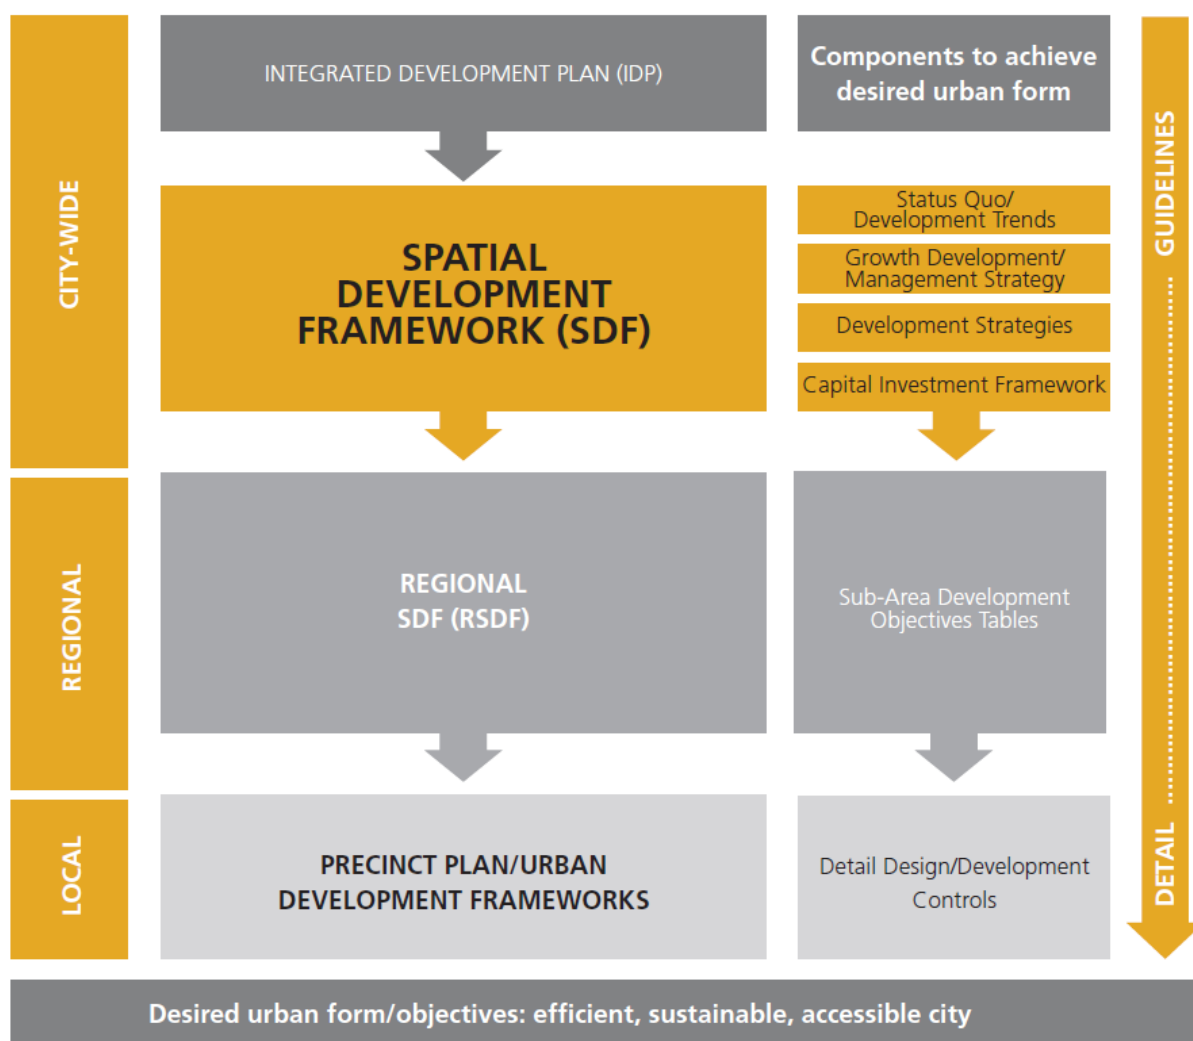 INTEGRATED DEVELOPMENT PLAN (IDP)
Components to achieve
desired urban form
CITY-WIDE
SPATIAL
DEVELOPMENT
FRAMEWORK (SDF)
Status Quo/
Development Trends
Growth Development/
Management Strategy
Development Strategies
Capital Investment Framework
GUIDELINES
REGIONAL
REGIONAL
SDF (RSDF)
Sub-Area Development
Objectives Tables
LOCAL
PRECINCT PLAN/URBAN
DEVELOPMENT FRAMEWORKS
Detail Design/Development
Controls
DETAIL
Desired urban form/objectives: efficient, sustainable, accessible city